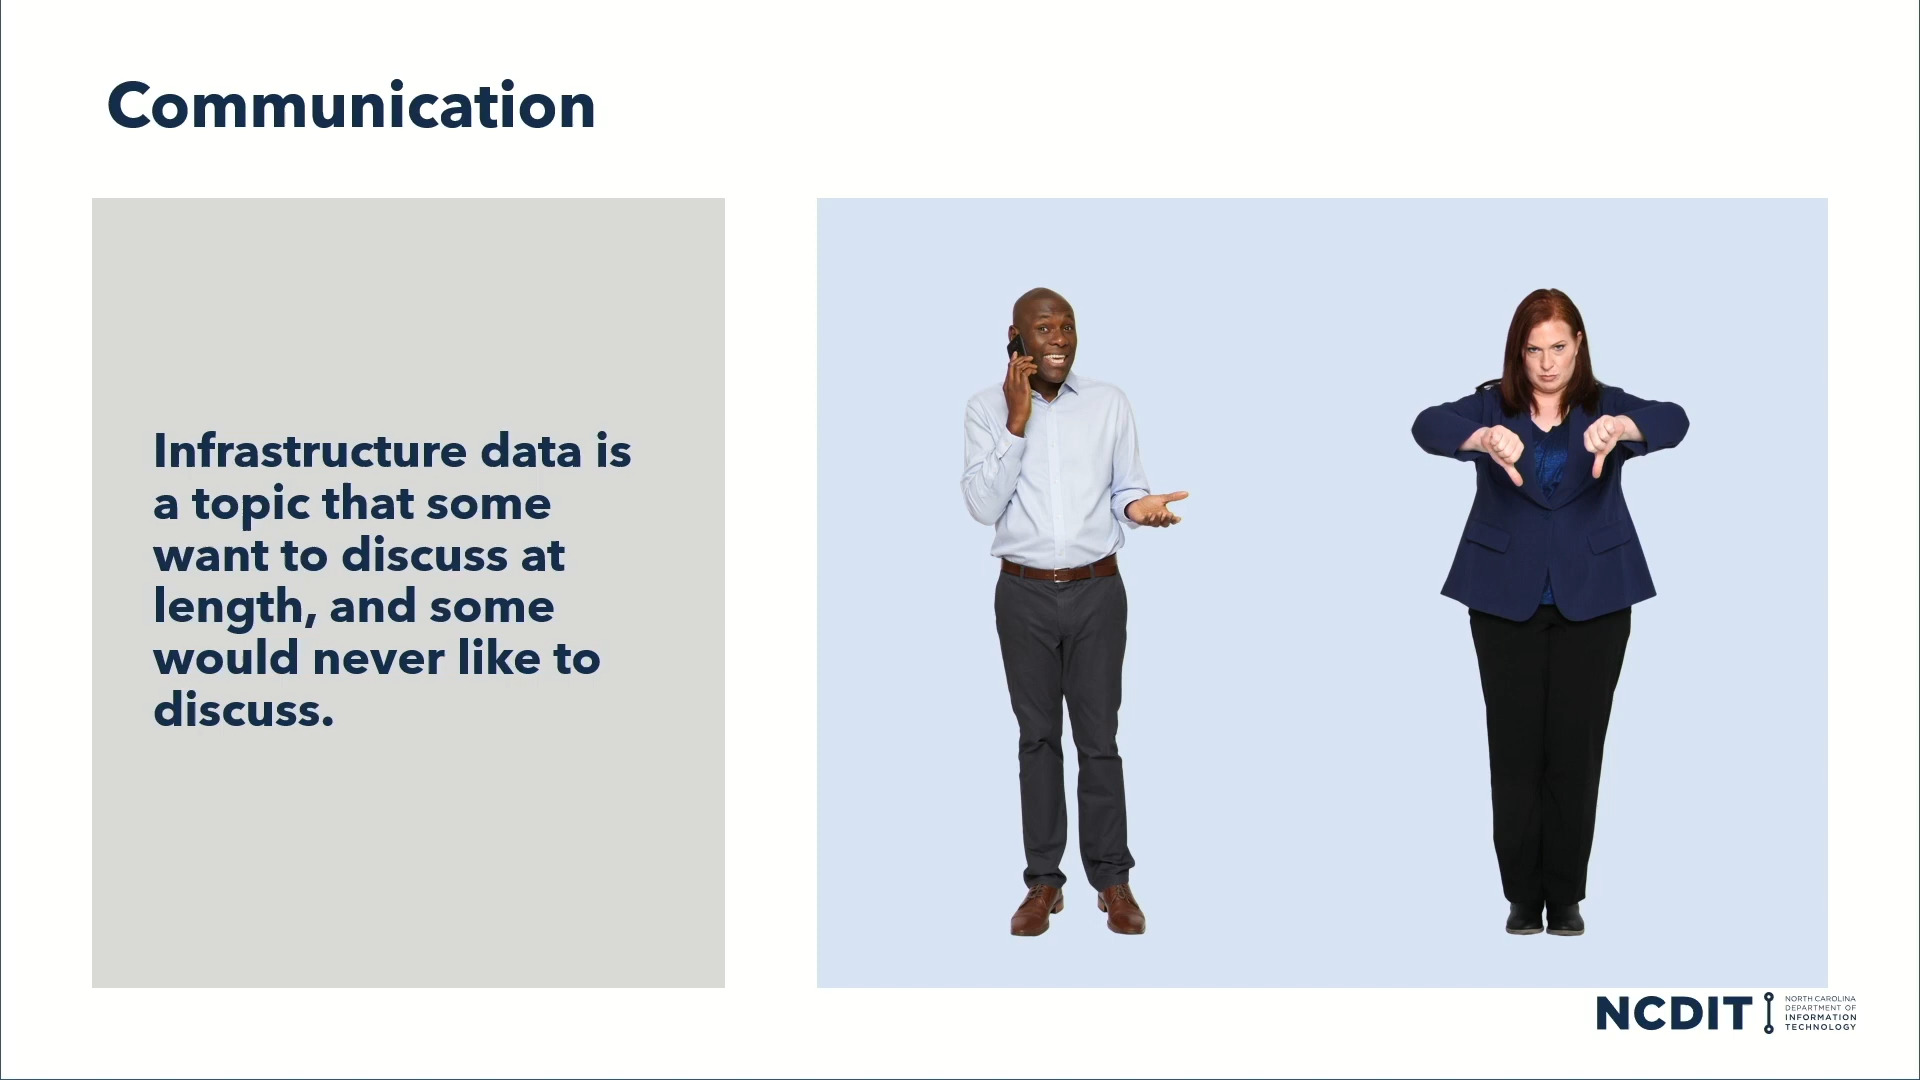 Communication
Infrastructure data is
a topic that some
want to discuss at
length, and some
would never like to
discuss.
NCDIT
NORTH CAROLINA
DEPARTMENT OF
INFORMATION
TECHNOLOGY